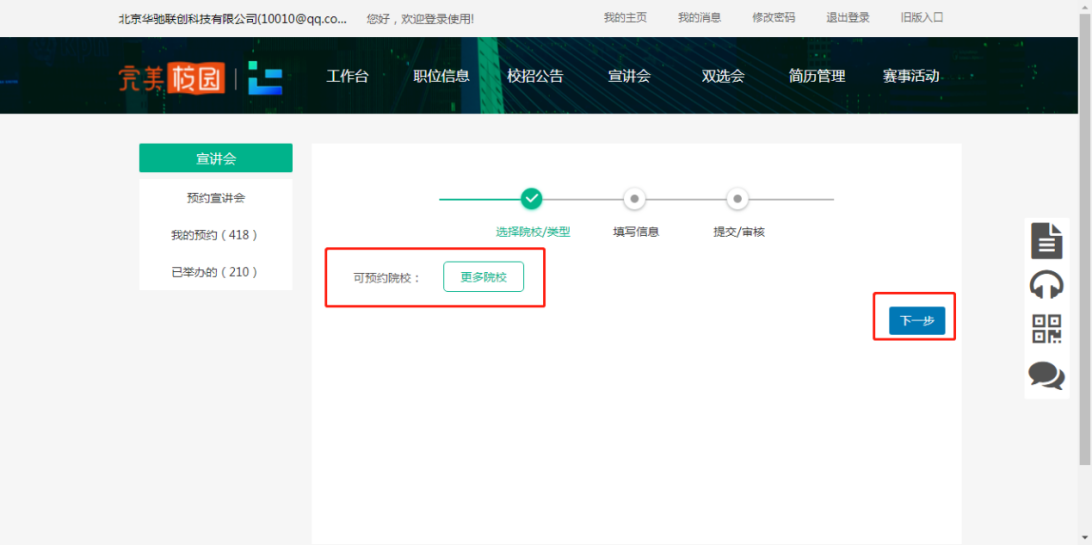 北京华驰联创科技有限公司(10010@qq.co... 您好，欢迎登录使用! 我的主页 我的消息 修改密码 退出登录 旧版入口
完美校园 工作台 职位信息 校招公告 宣讲会 双选会 简历管理 赛事活动
宣讲会
预约宣讲会
我的预约（418）
已举办的（210）
选择院校/类型 填写信息 提交/审核
可预约院校： 更多院校
下一步